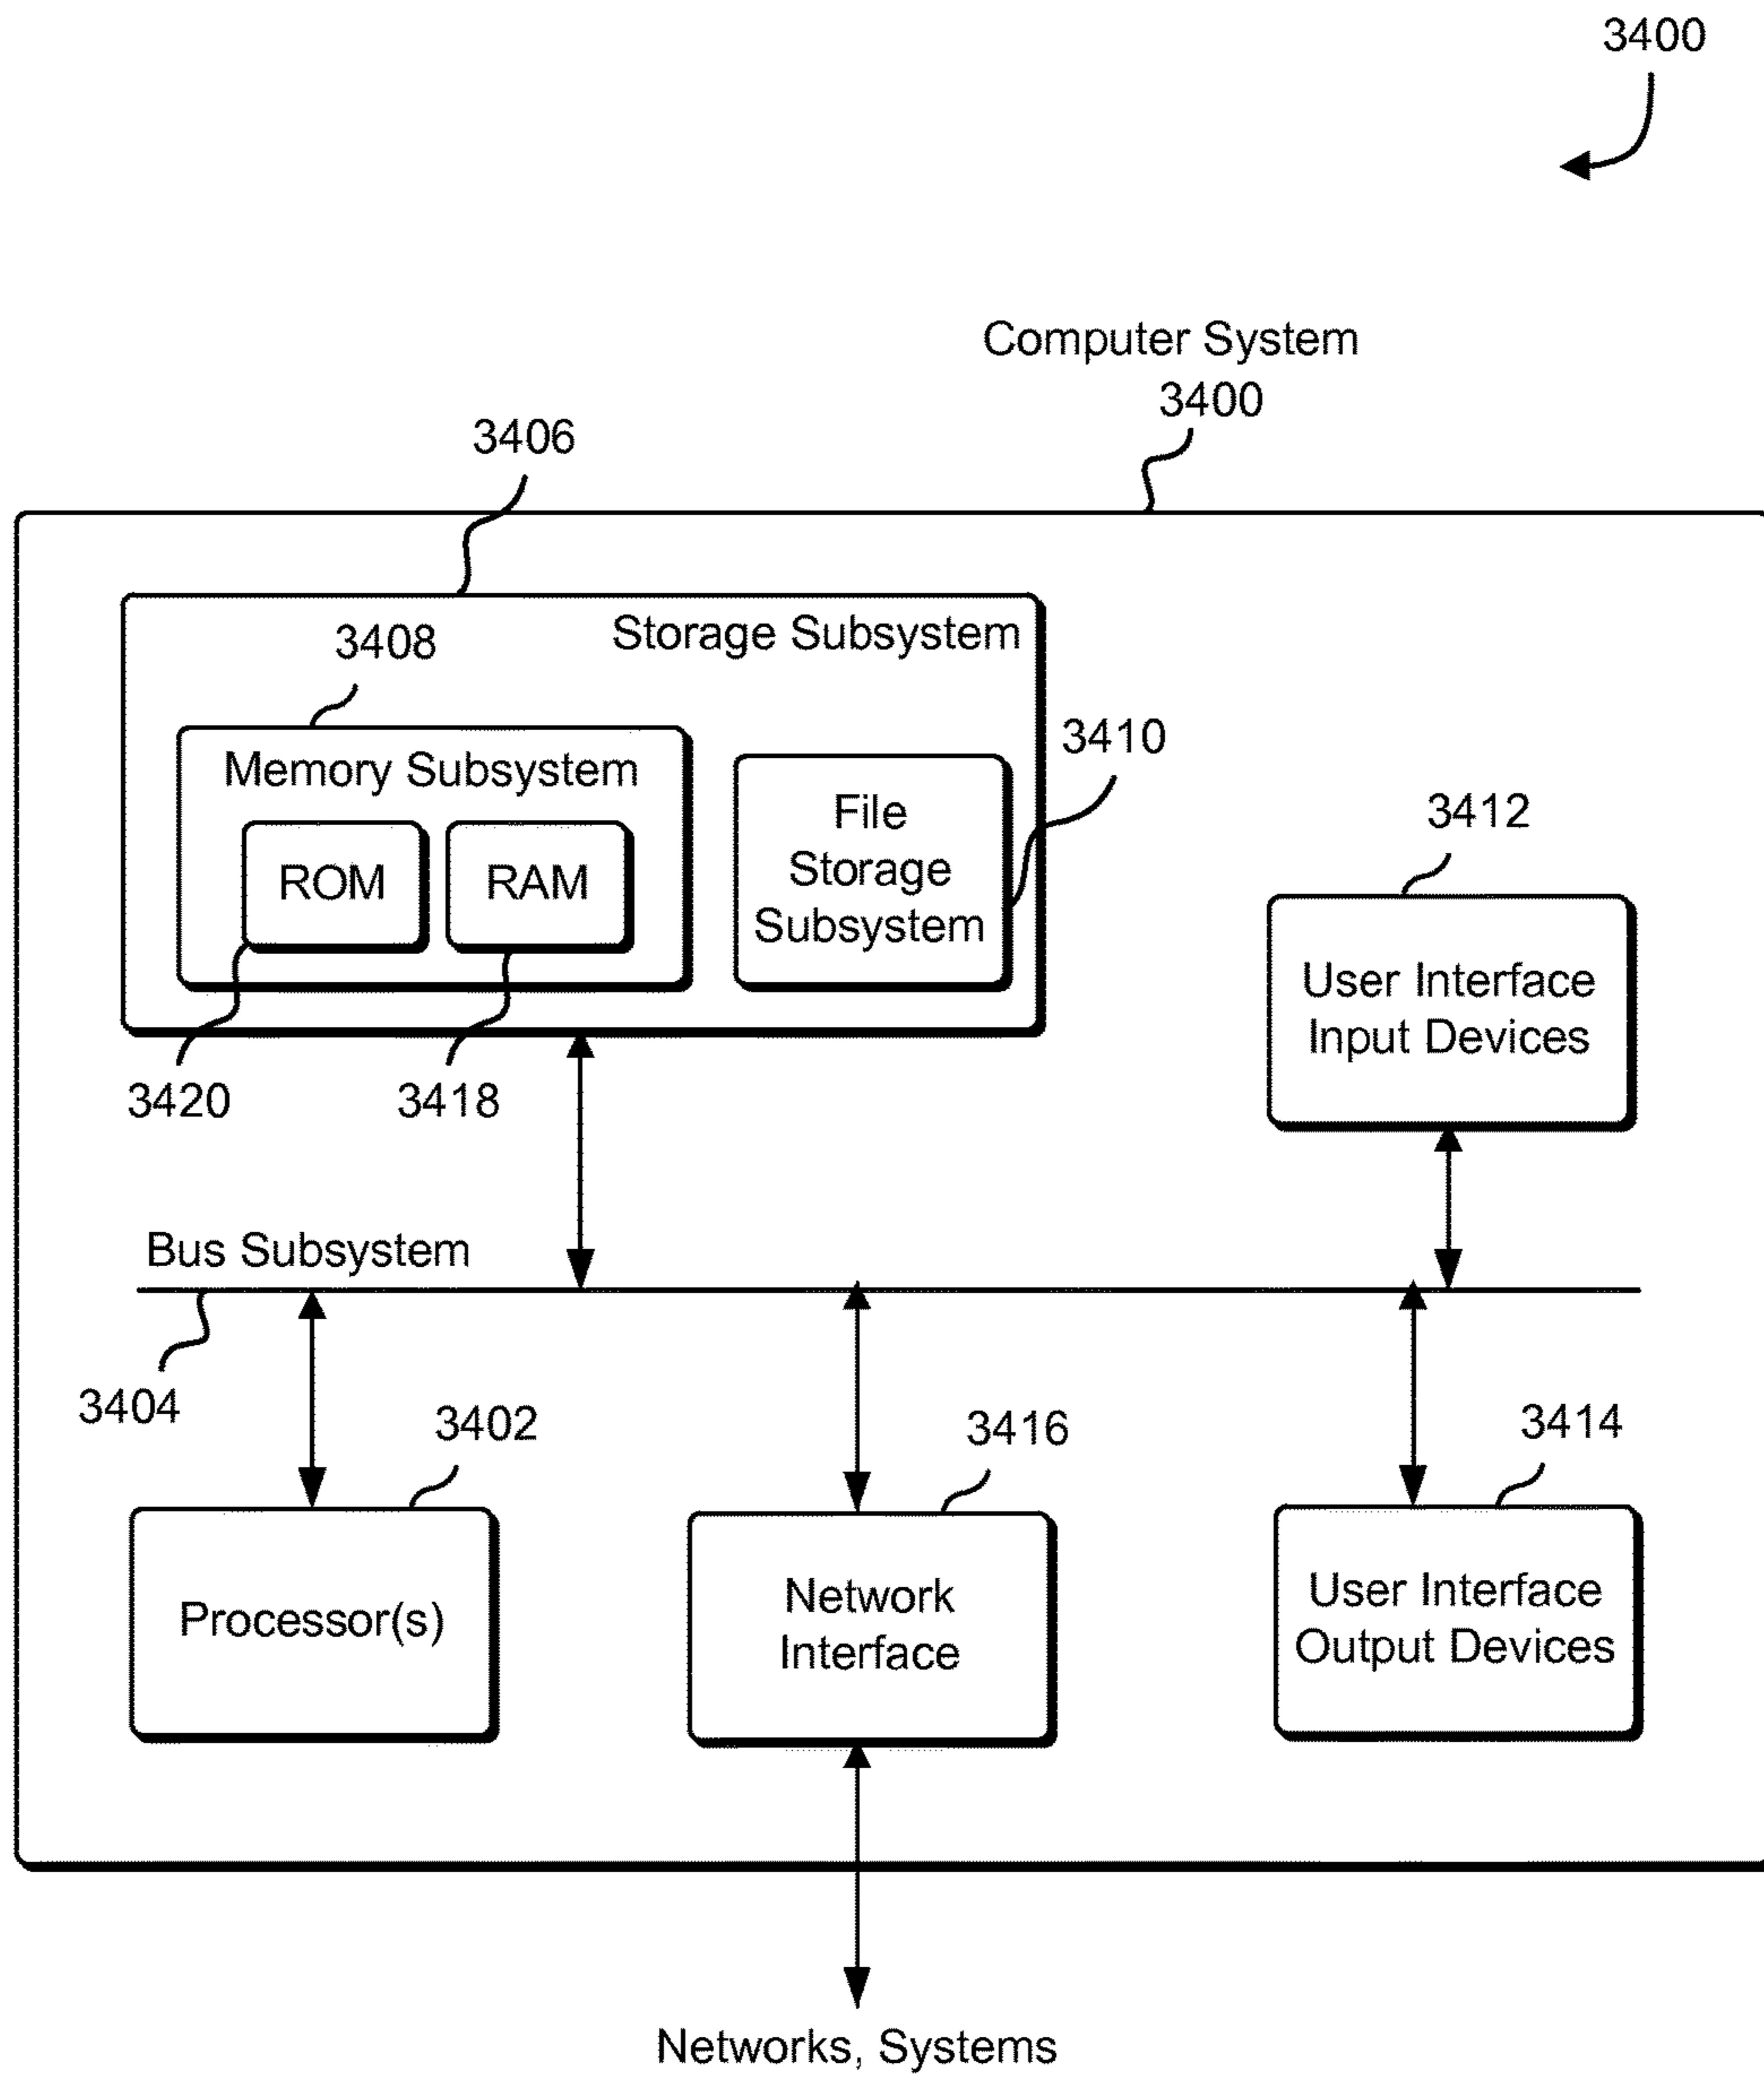 3400
Computer System
3400
3406
Storage Subsystem
3408
Memory Subsystem
3410
ROM
RAM
File
Storage
Subsystem
3412
User Interface
Input Devices
3420
3418
Bus Subsystem
3404
3402
3416
3414
Processor(s)
Network
Interface
User Interface
Output Devices
Networks, Systems